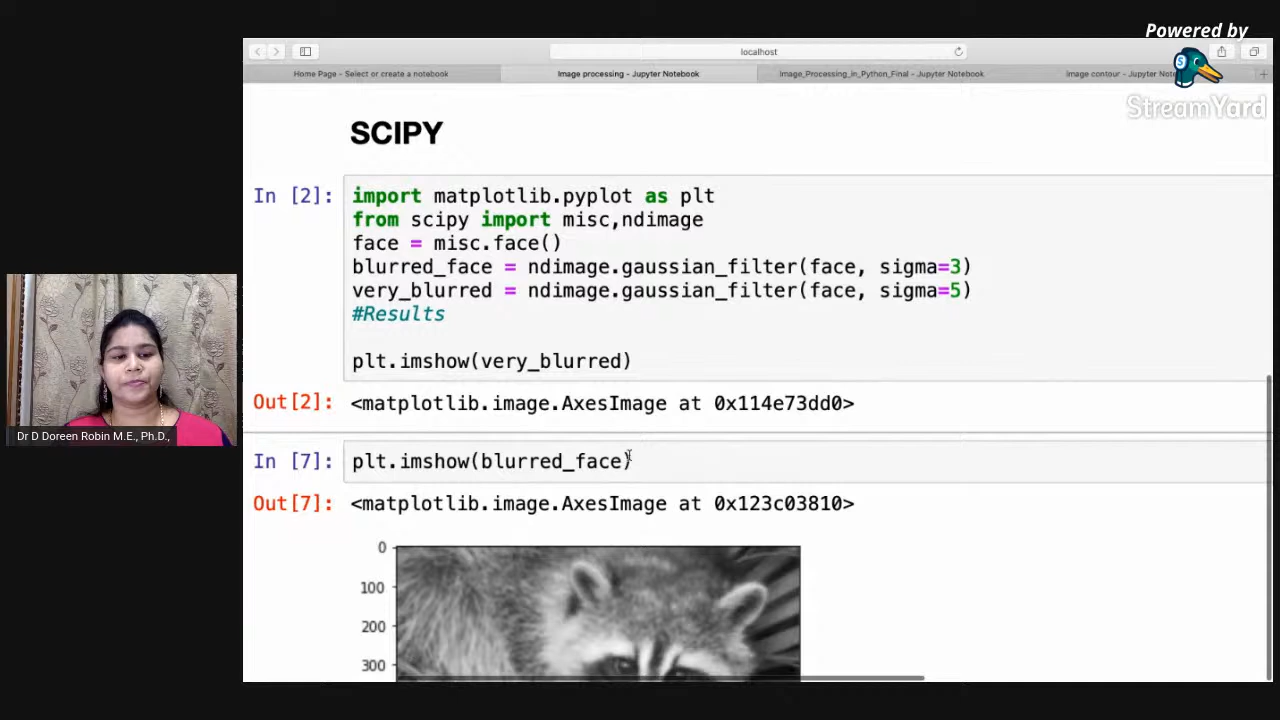 Powered by
StreamYard
localhost
Home Page - Select or create a notebook
Image processing - Jupyter Notebook
Image_Processing_in_Python_Final - Jupyter Notebook
Image contour - Jupyter
SCIPY
In [2]:
import matplotlib.pyplot as plt
from scipy import misc,ndimage
face = misc.face()
blurred_face = ndimage.gaussian_filter(face, sigma=3)
very_blurred = ndimage.gaussian_filter(face, sigma=5)
#Results
plt.imshow(very_blurred)
Out[2]: <matplotlib.image.AxesImage at 0x114e73dd0>
In [7]: plt.imshow(blurred_face)
Out[7]: <matplotlib.image.AxesImage at 0x123c03810>
0
100
200
300
Dr D Doreen Robin M.E., Ph.D.,